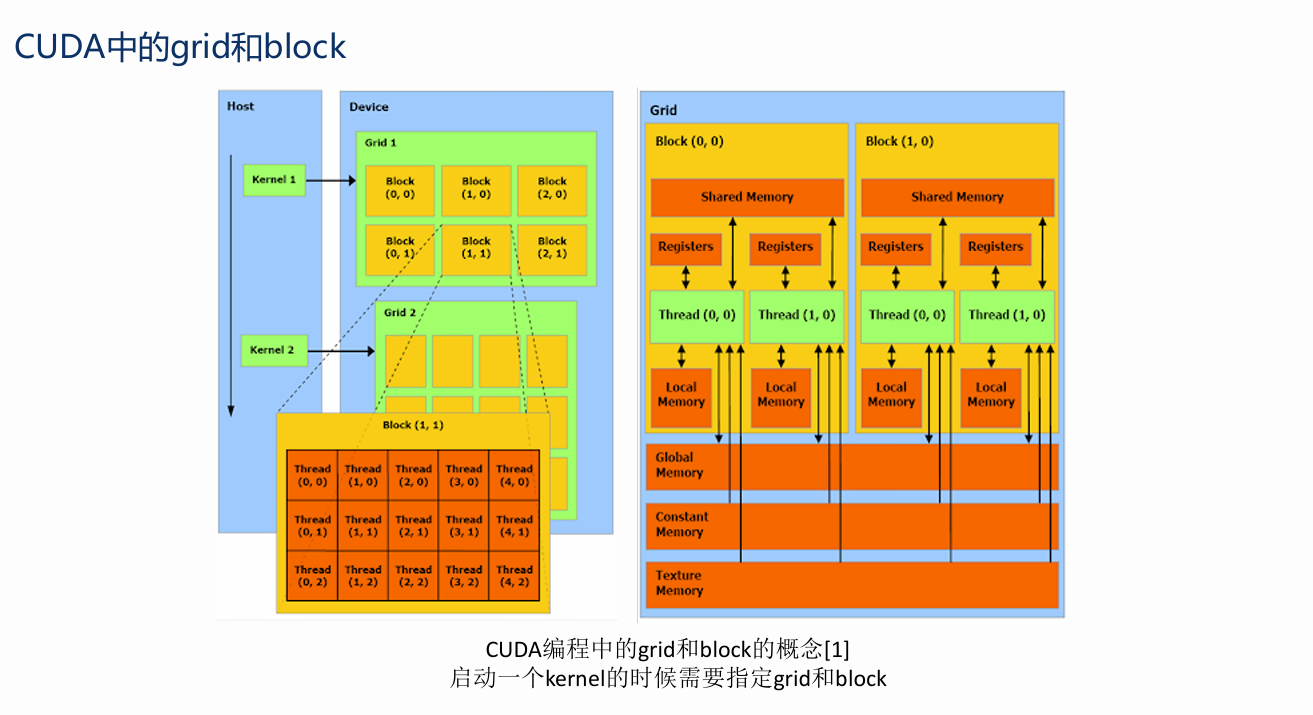 CUDA中的grid和block
Host
Device
Kernel 1
Grid 1
Block
(0, 0)
Block
(1, 0)
Block
(2, 0)
Block
(0, 1)
Block
(1, 1)
Block
(2, 1)
Kernel 2
Grid 2
Block (1, 1)
Thread
(0, 0)
Thread
(1, 0)
Thread
(2, 0)
Thread
(3, 0)
Thread
(4, 0)
Thread
(0, 1)
Thread
(1, 1)
Thread
(2, 1)
Thread
(3, 1)
Thread
(4, 1)
Thread
(0, 2)
Thread
(1, 2)
Thread
(2, 2)
Thread
(3, 2)
Thread
(4, 2)
Grid
Block (0, 0)
Shared Memory
Registers
Registers
Thread (0, 0)
Thread (1, 0)
Local
Memory
Local
Memory
Block (1, 0)
Shared Memory
Registers
Registers
Thread (0, 0)
Thread (1, 0)
Local
Memory
Local
Memory
Global
Memory
Constant
Memory
Texture
Memory
CUDA编程中的grid和block的概念[1]
启动一个kernel的时候需要指定grid和block